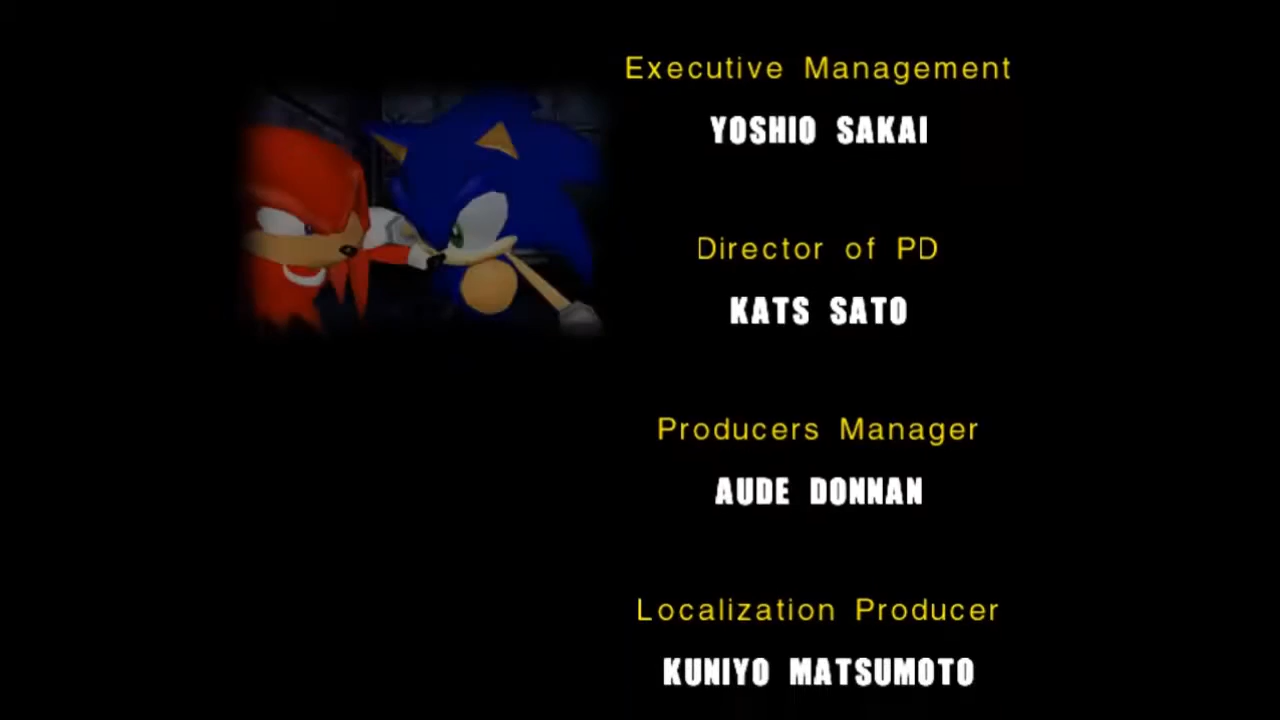 Executive Management
YOSHIO SAKAI
Director of PD
KATS SATO
Producers Manager
AUDE DONNAN
Localization Producer
KUNIYO MATSUMOTO